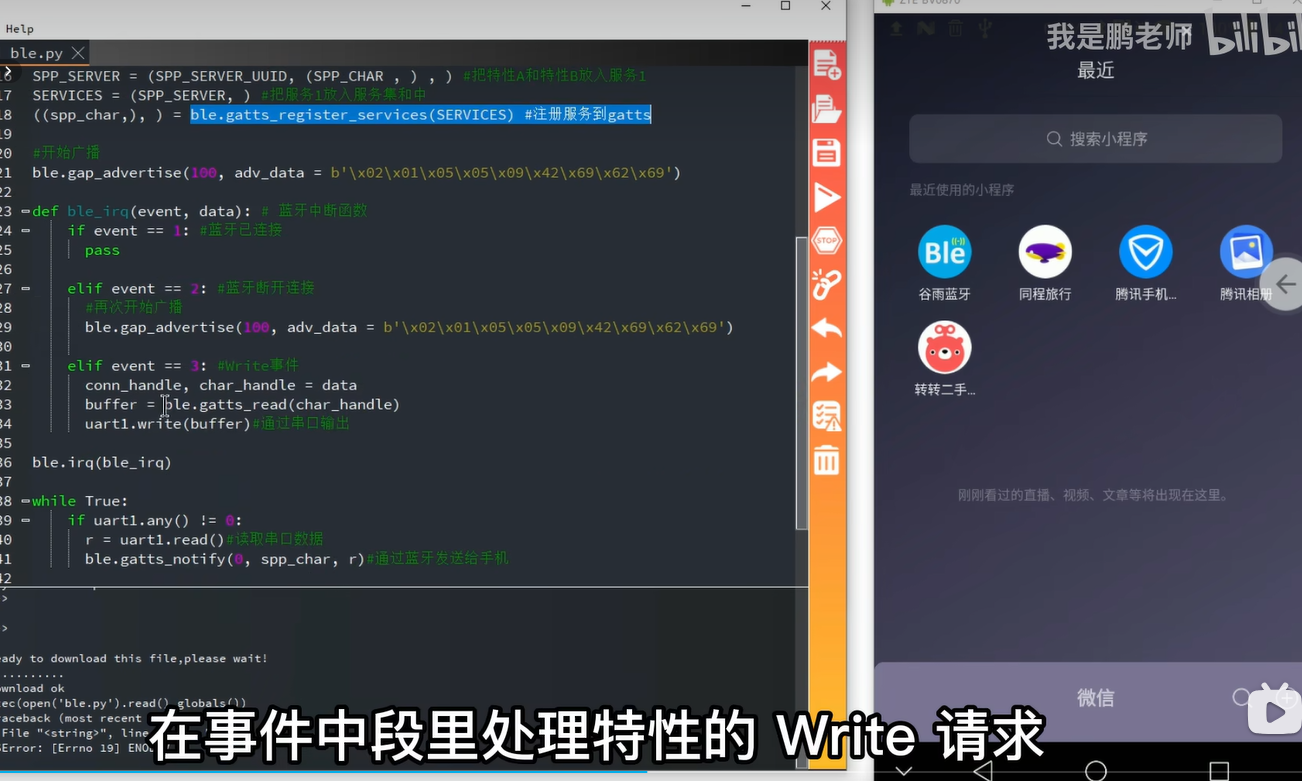 ZTE BV0870
Help
ble.py
我是鹏老师 bilibili
最近
16 SPP_SERVER = (SPP_SERVER_UUID, (SPP_CHAR , ) , ) #把特性A和特性B放入服务1
17 SERVICES = (SPP_SERVER, ) #把服务1放入服务集和中
18 ((spp_char,), ) = ble.gatts_register_services(SERVICES) #注册服务到gatts
19
20 #开始广播
21 ble.gap_advertise(100, adv_data = b'\x02\x01\x05\x05\x09\x42\x69\x62\x69')
22
23 def ble_irq(event, data): # 蓝牙中断函数
24 if event == 1: #蓝牙已连接
25 pass
26
27 elif event == 2: #蓝牙断开连接
28 #再次开始广播
29 ble.gap_advertise(100, adv_data = b'\x02\x01\x05\x05\x09\x42\x69\x62\x69')
30
31 elif event == 3: #Write事件
32 conn_handle, char_handle = data
33 buffer = ble.gatts_read(char_handle)
34 uart1.write(buffer)#通过串口输出
35
36 ble.irq(ble_irq)
37
38 while True:
39 if uart1.any() != 0:
40 r = uart1.read()#读取串口数据
41 ble.gatts_notify(0, spp_char, r)#通过蓝牙发送给手机
42
STOP
搜索小程序
最近使用的小程序
Ble
谷雨蓝牙 同程旅行 腾讯手机... 腾讯相册
转转二手...
刚刚看过的直播、视频、文章等将出现在这里。
微信
>
>
eady to download this file,please wait!
.........
ownload ok
xec(open('ble.py').read(),globals())
raceback (most recent
File "<string>", line
SError: [Errno 19] ENO
在事件中段里处理特性的 Write 请求